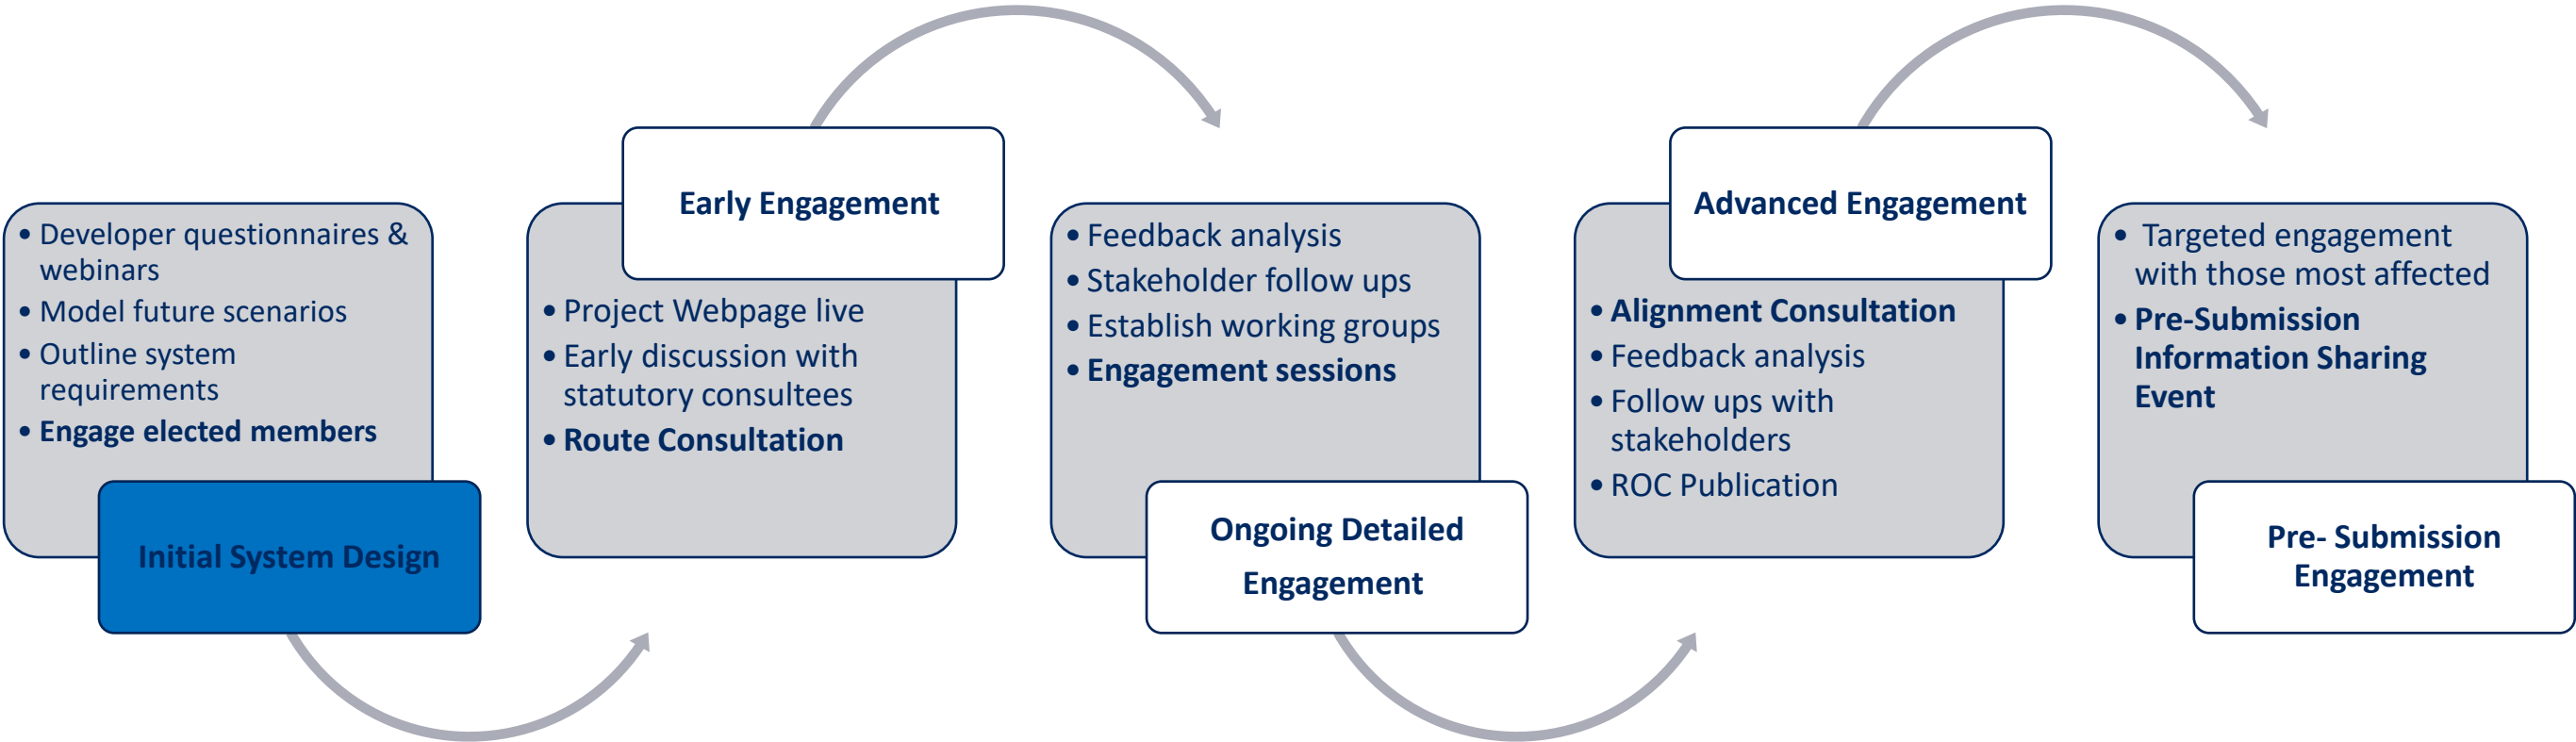 • Developer questionnaires &
webinars
• Model future scenarios
• Outline system
requirements
• Engage elected members
Initial System Design
Early Engagement
• Project Webpage live
• Early discussion with
statutory consultees
• Route Consultation
• Feedback analysis
• Stakeholder follow ups
• Establish working groups
• Engagement sessions
Ongoing Detailed
Engagement
Advanced Engagement
• Alignment Consultation
• Feedback analysis
• Follow ups with
stakeholders
• ROC Publication
• Targeted engagement
with those most affected
• Pre-Submission
Information Sharing
Event
Pre- Submission
Engagement